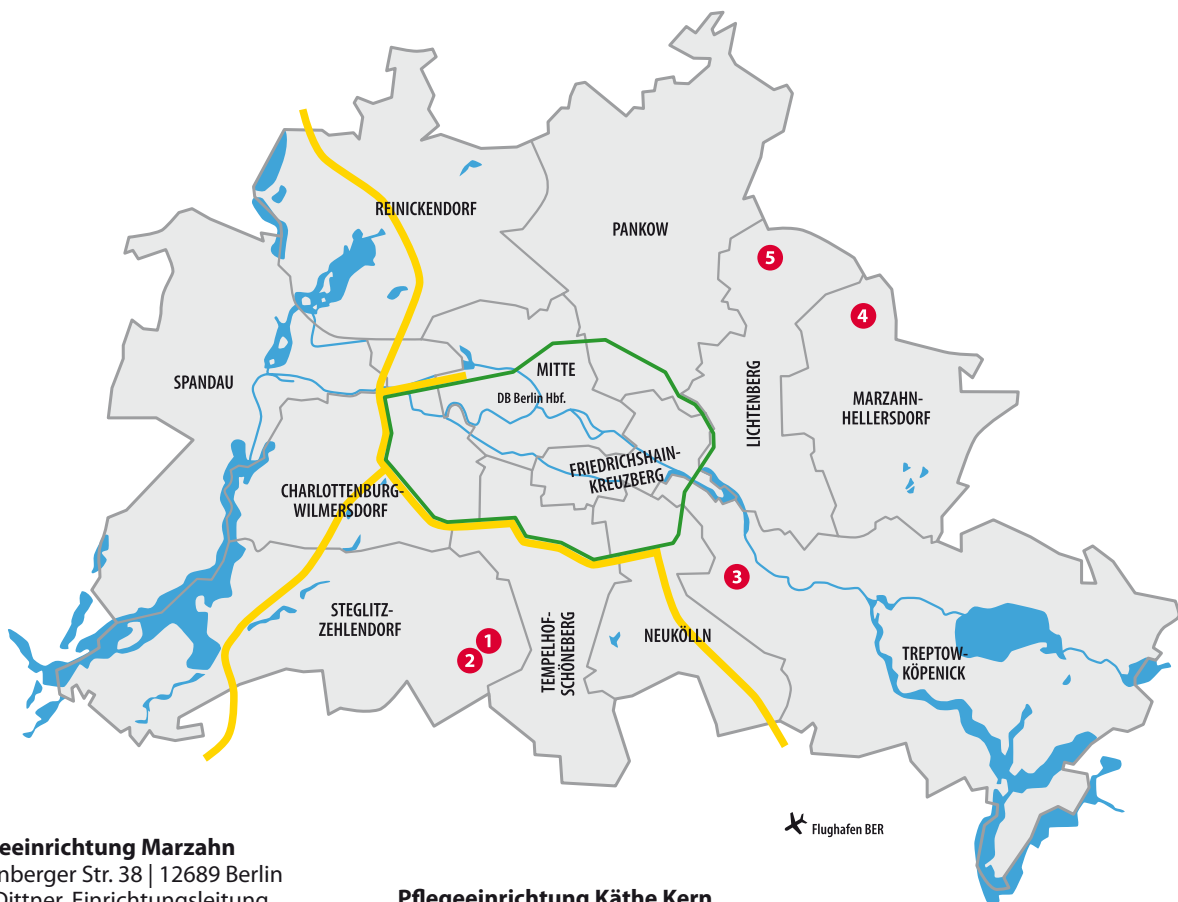 REINICKENDORF
PANKOW
5
4
SPANDAU
MITTE
DB Berlin Hbf.
LICHTENBERG
MARZAHN-
HELLERSDORF
FRIEDRICHSHAIN-
KREUZBERG
CHARLOTTENBURG-
WILMERSDORF
3
STEGLITZ-
ZEHLENDORF
1
2
TEMPELHOF-
SCHÖNEBERG
NEUKÖLLN
TREPTOW-
KÖPENICK
Flughafen BER
eeinrichtung Marzahn
nberger Str. 38 | 12689 Berlin
Dittner, Einrichtungsleitung
Pflegeeinrichtung Käthe Kern